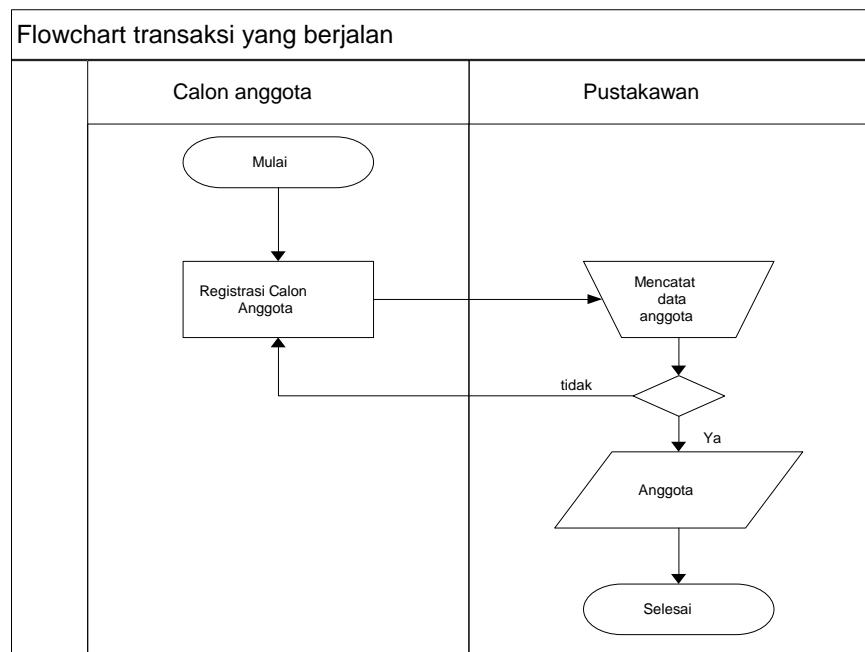 Flowchart transaksi yang berjalan
Calon anggota
Pustakawan
Mulai
Registrasi Calon
Anggota
Mencatat
data
anggota
tidak
Ya
Anggota
Selesai